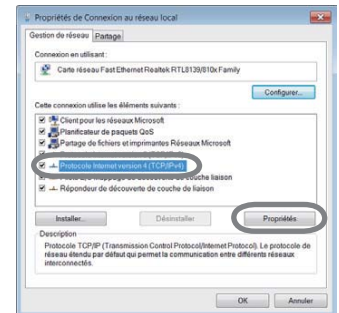 Propriétés de Connexion au réseau local
Gestion de réseau Partage
Connexion en utilisant :
Carte réseau Fast Ethernet Realtek RTL8139/810x Family
Configurer...
Cette connexion utilise les éléments suivants :
Client pour les réseaux Microsoft
Planificateur de paquets QoS
Partage de fichiers et imprimantes Réseaux Microsoft
Protocole Internet version 4 (TCP/IPv4)
couche liaison
Répondeur de découverte de couche de liaison
Installer... Désinstaller Propriétés
Description
Protocole TCP/IP (Transmission Control Protocol/Internet Protocol). Le protocole de
réseau étendu par défaut qui permet la communication entre différents réseaux
interconnectés.
OK Annuler